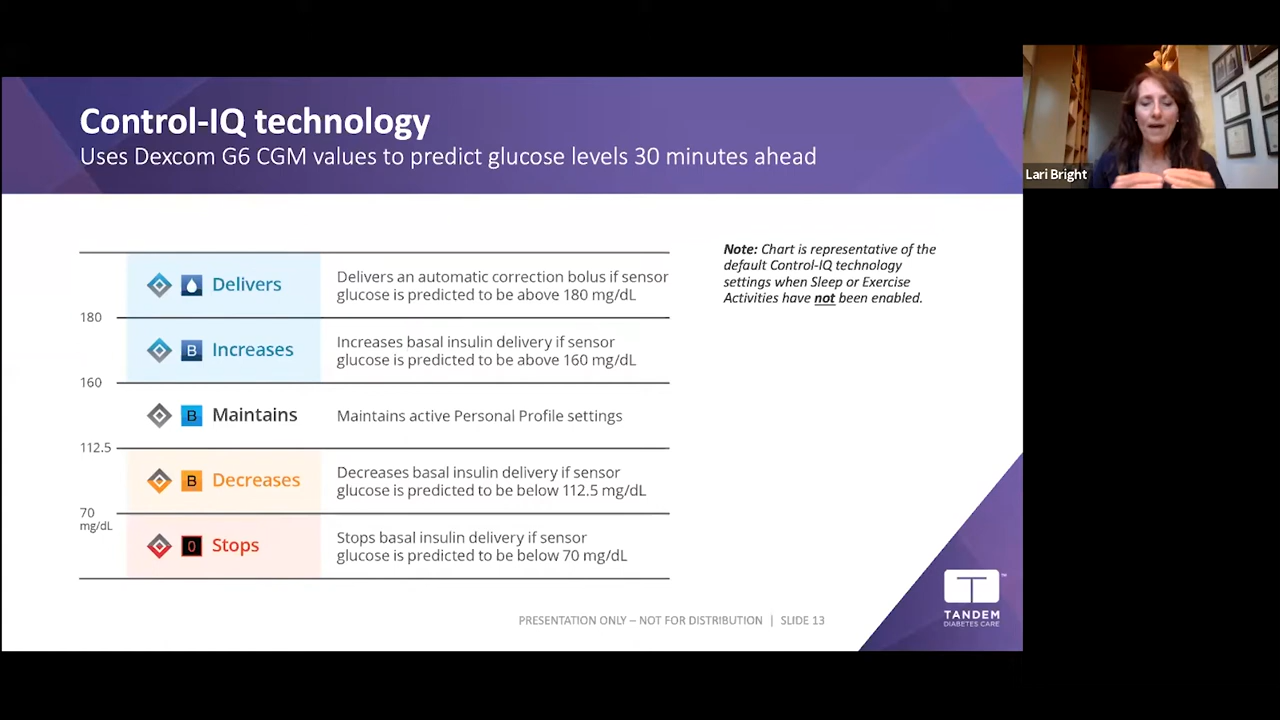 Control-IQ technology
Uses Dexcom G6 CGM values to predict glucose levels 30 minutes ahead
Lari Bright
Delivers
Delivers an automatic correction bolus if sensor
glucose is predicted to be above 180 mg/dL
180
B
Increases
Increases basal insulin delivery if sensor
glucose is predicted to be above 160 mg/dL
160
B
Maintains
Maintains active Personal Profile settings
112.5
B
Decreases
Decreases basal insulin delivery if sensor
glucose is predicted to be below 112.5 mg/dL
70
mg/dL
0
Stops
Stops basal insulin delivery if sensor
glucose is predicted to be below 70 mg/dL
Note: Chart is representative of the
default Control-IQ technology
settings when Sleep or Exercise
Activities have not been enabled.
PRESENTATION ONLY – NOT FOR DISTRIBUTION | SLIDE 13
TANDEM
DIABETES CARE